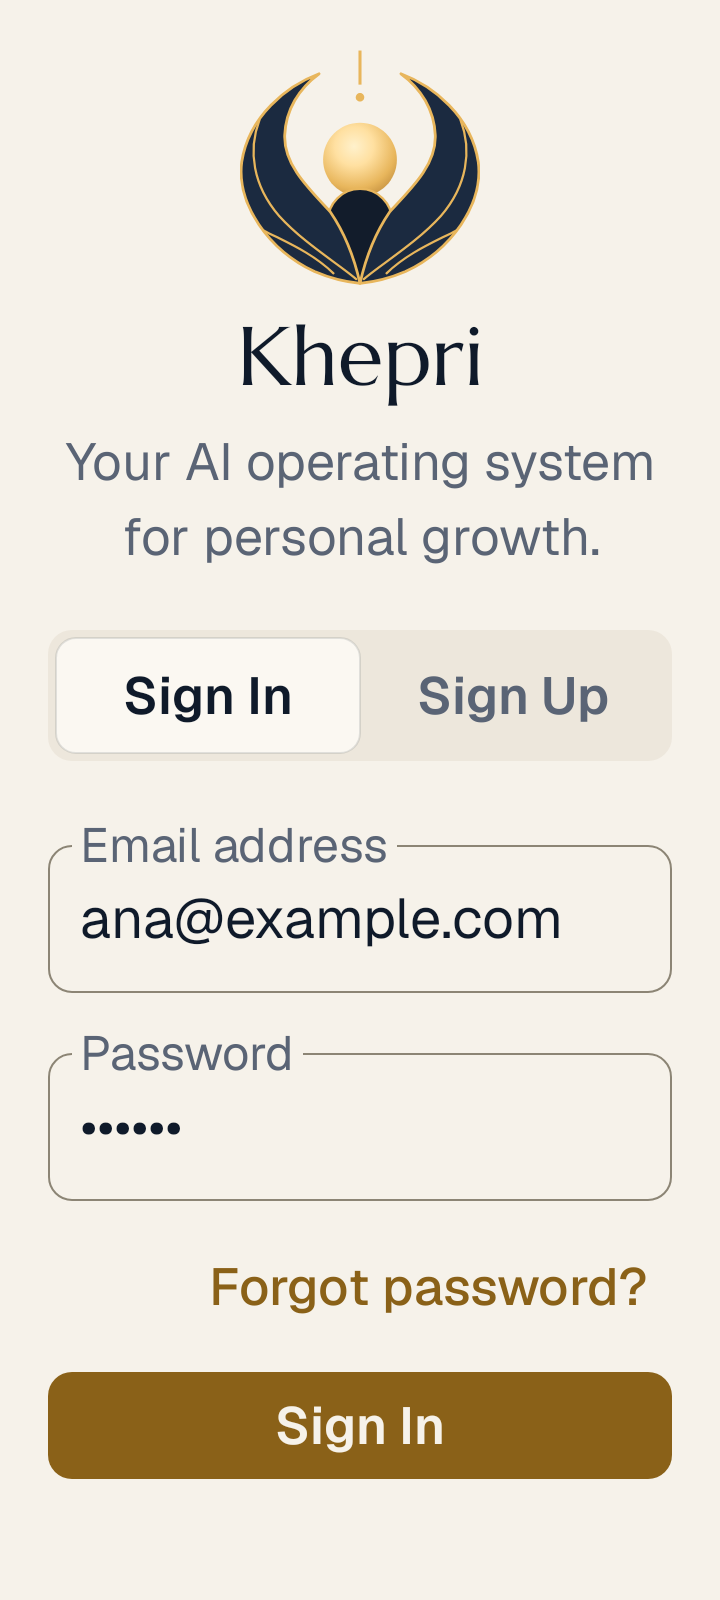 Khepri
Your AI operating system
for personal growth.
Sign In
Sign Up
Email address
ana@example.com
Password
••••••
Forgot password?
Sign In